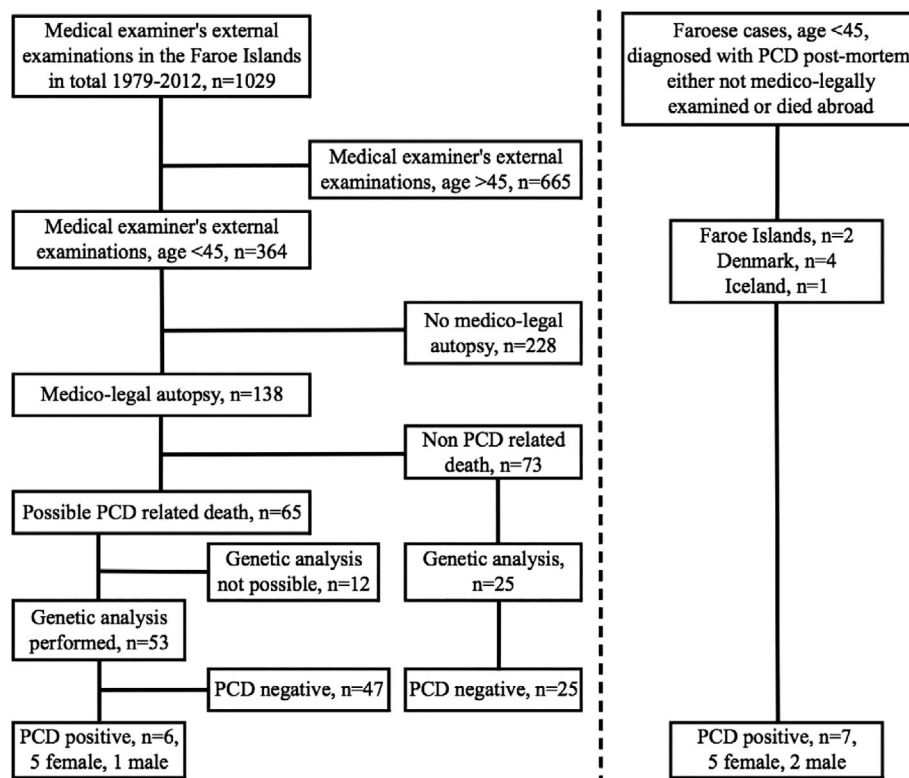 Medical examiner's external
examinations in the Faroe Islands
in total 1979-2012, n=1029
Medical examiner's external
examinations, age >45, n=665
Medical examiner's external
examinations, age <45, n=364
No medico-legal
autopsy, n=228
Medico-legal autopsy, n=138
Non PCD related
death, n=73
Possible PCD related death, n=65
Genetic analysis
not possible, n=12
Genetic analysis,
n=25
Genetic analysis
performed, n=53
PCD negative, n=47
PCD negative, n=25
PCD positive, n=6,
5 female, 1 male
Faroese cases, age <45,
diagnosed with PCD post-mortem
either not medico-legally
examined or died abroad
Faroe Islands, n=2
Denmark, n=4
Iceland, n=1
PCD positive, n=7,
5 female, 2 male